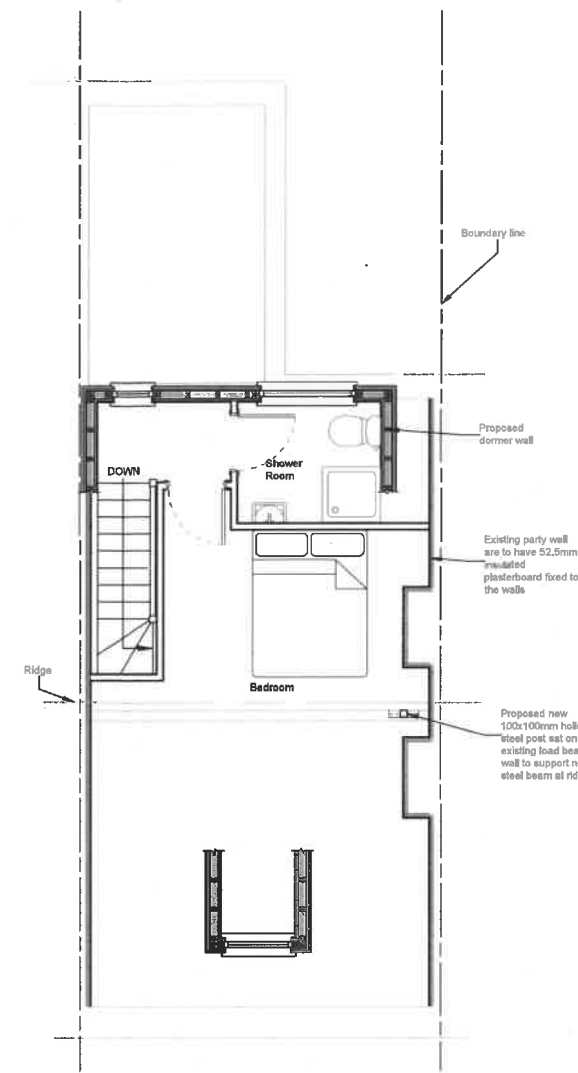 Boundary line
Proposed
dormer wall
DOWN
Shower
Room
Existing party wall
are to have 52,5mm
insulated
plasterboard fixed to
the walls
Ridge
Bedroom
Proposed new
100x100mm
steel post sat on
existing load
wall to support
steel beam at